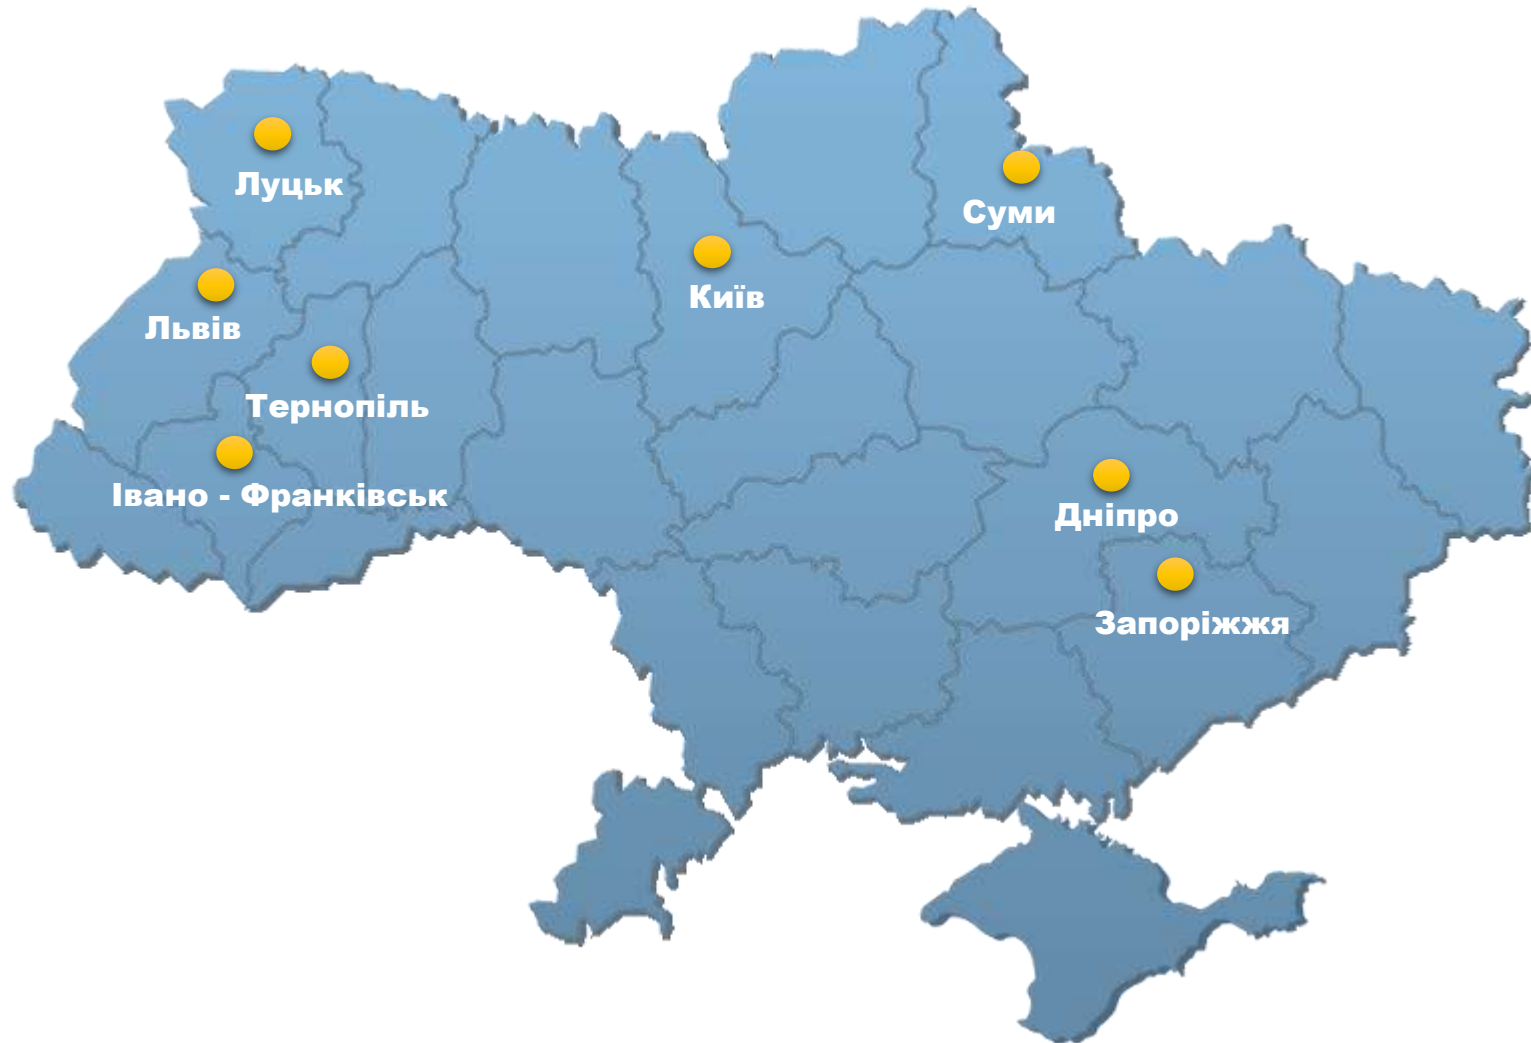 Луцьк
Суми
Київ
Львів
Тернопіль
Івано - Франківськ
Дніпро
Запоріжжя